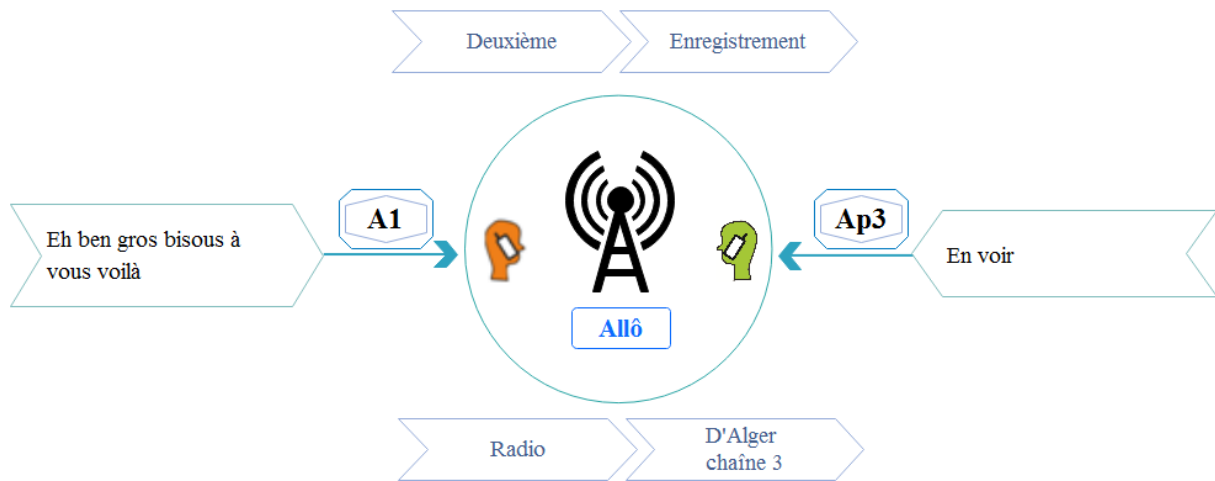 Deuxième
Enregistrement
A1
Ap3
Eh ben gros bisous à
vous voilà
En voir
Allô
Radio
D'Alger
chaîne 3